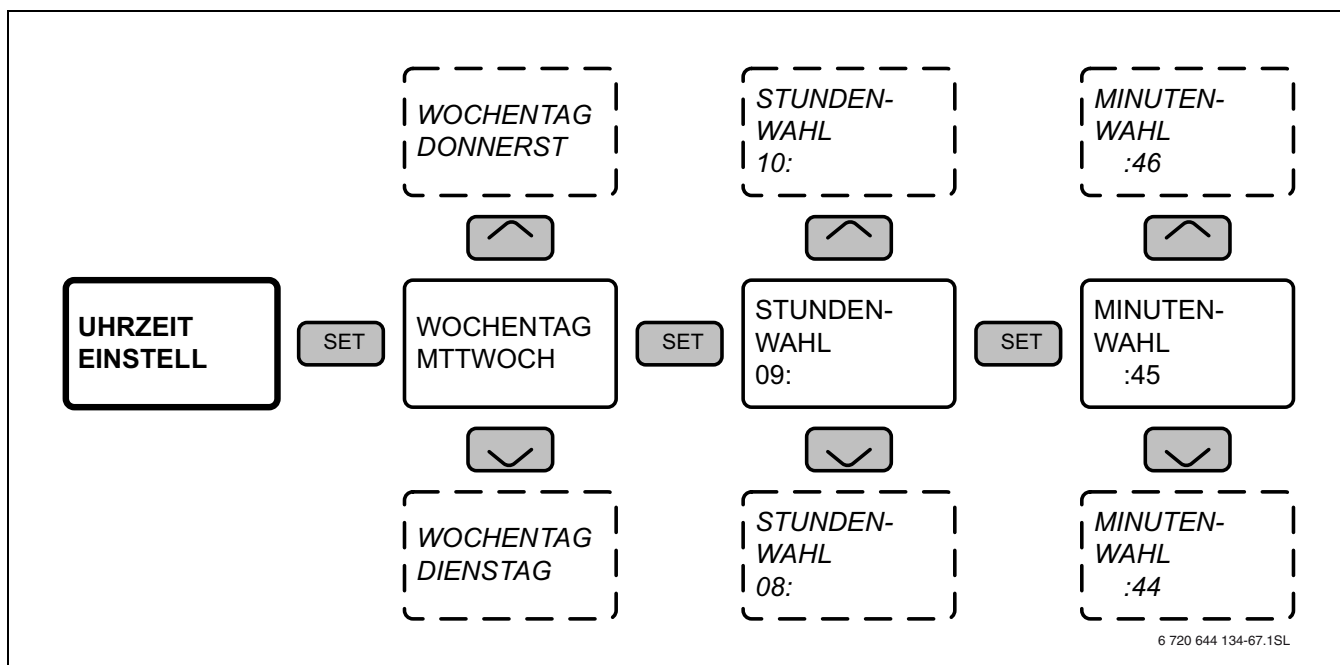 WOCHENTAG
DONNERST
STUNDEN-
WAHL
10:
MINUTEN-
WAHL
:46
UHRZEIT
EINSTELL
SET
WOCHENTAG
MTTWOCH
SET
STUNDEN-
WAHL
09:
SET
MINUTEN-
WAHL
:45
WOCHENTAG
DIENSTAG
STUNDEN-
WAHL
08:
MINUTEN-
WAHL
:44
6 720 644 134-67.1SL